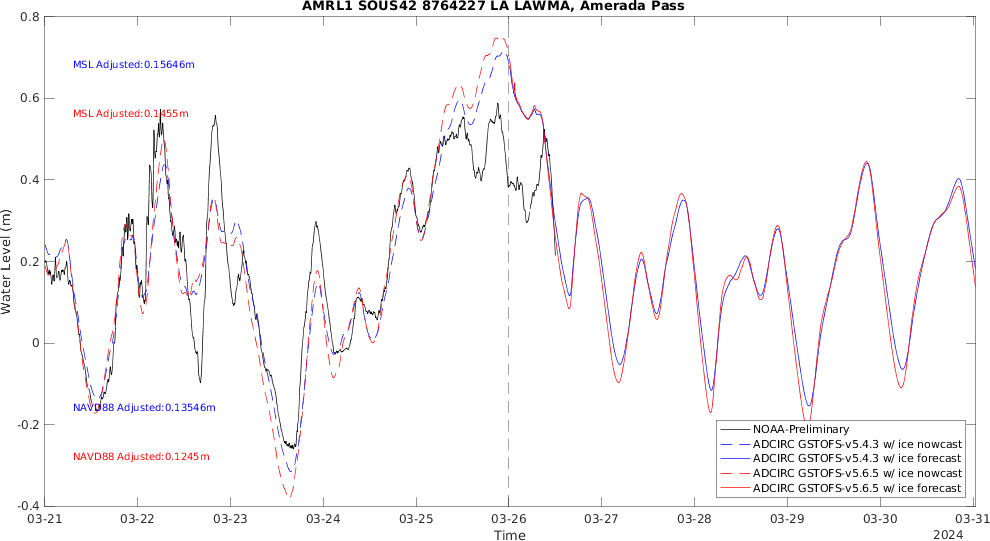 AMRL1 SOUS42 8764227 LA LAWMA, Amerada Pass
0.8
0.6
0.4
0.2
0
-0.2
-0.4
Water Level (m)
MSL Adjusted:0.15646m
MSL Adjusted:0.1455m
NAVD88 Adjusted:0.13546m
NAVD88 Adjusted:0.1245m
NOAA-Preliminary
ADCIRC GSTOFS-v5.4.3 w/ ice nowcast
ADCIRC GSTOFS-v5.4.3 w/ ice forecast
ADCIRC GSTOFS-v5.6.5 w/ ice nowcast
ADCIRC GSTOFS-v5.6.5 w/ ice forecast
03-21 03-22 03-23 03-24 03-25 03-26 03-27 03-28 03-29 03-30 03-31
Time
2024